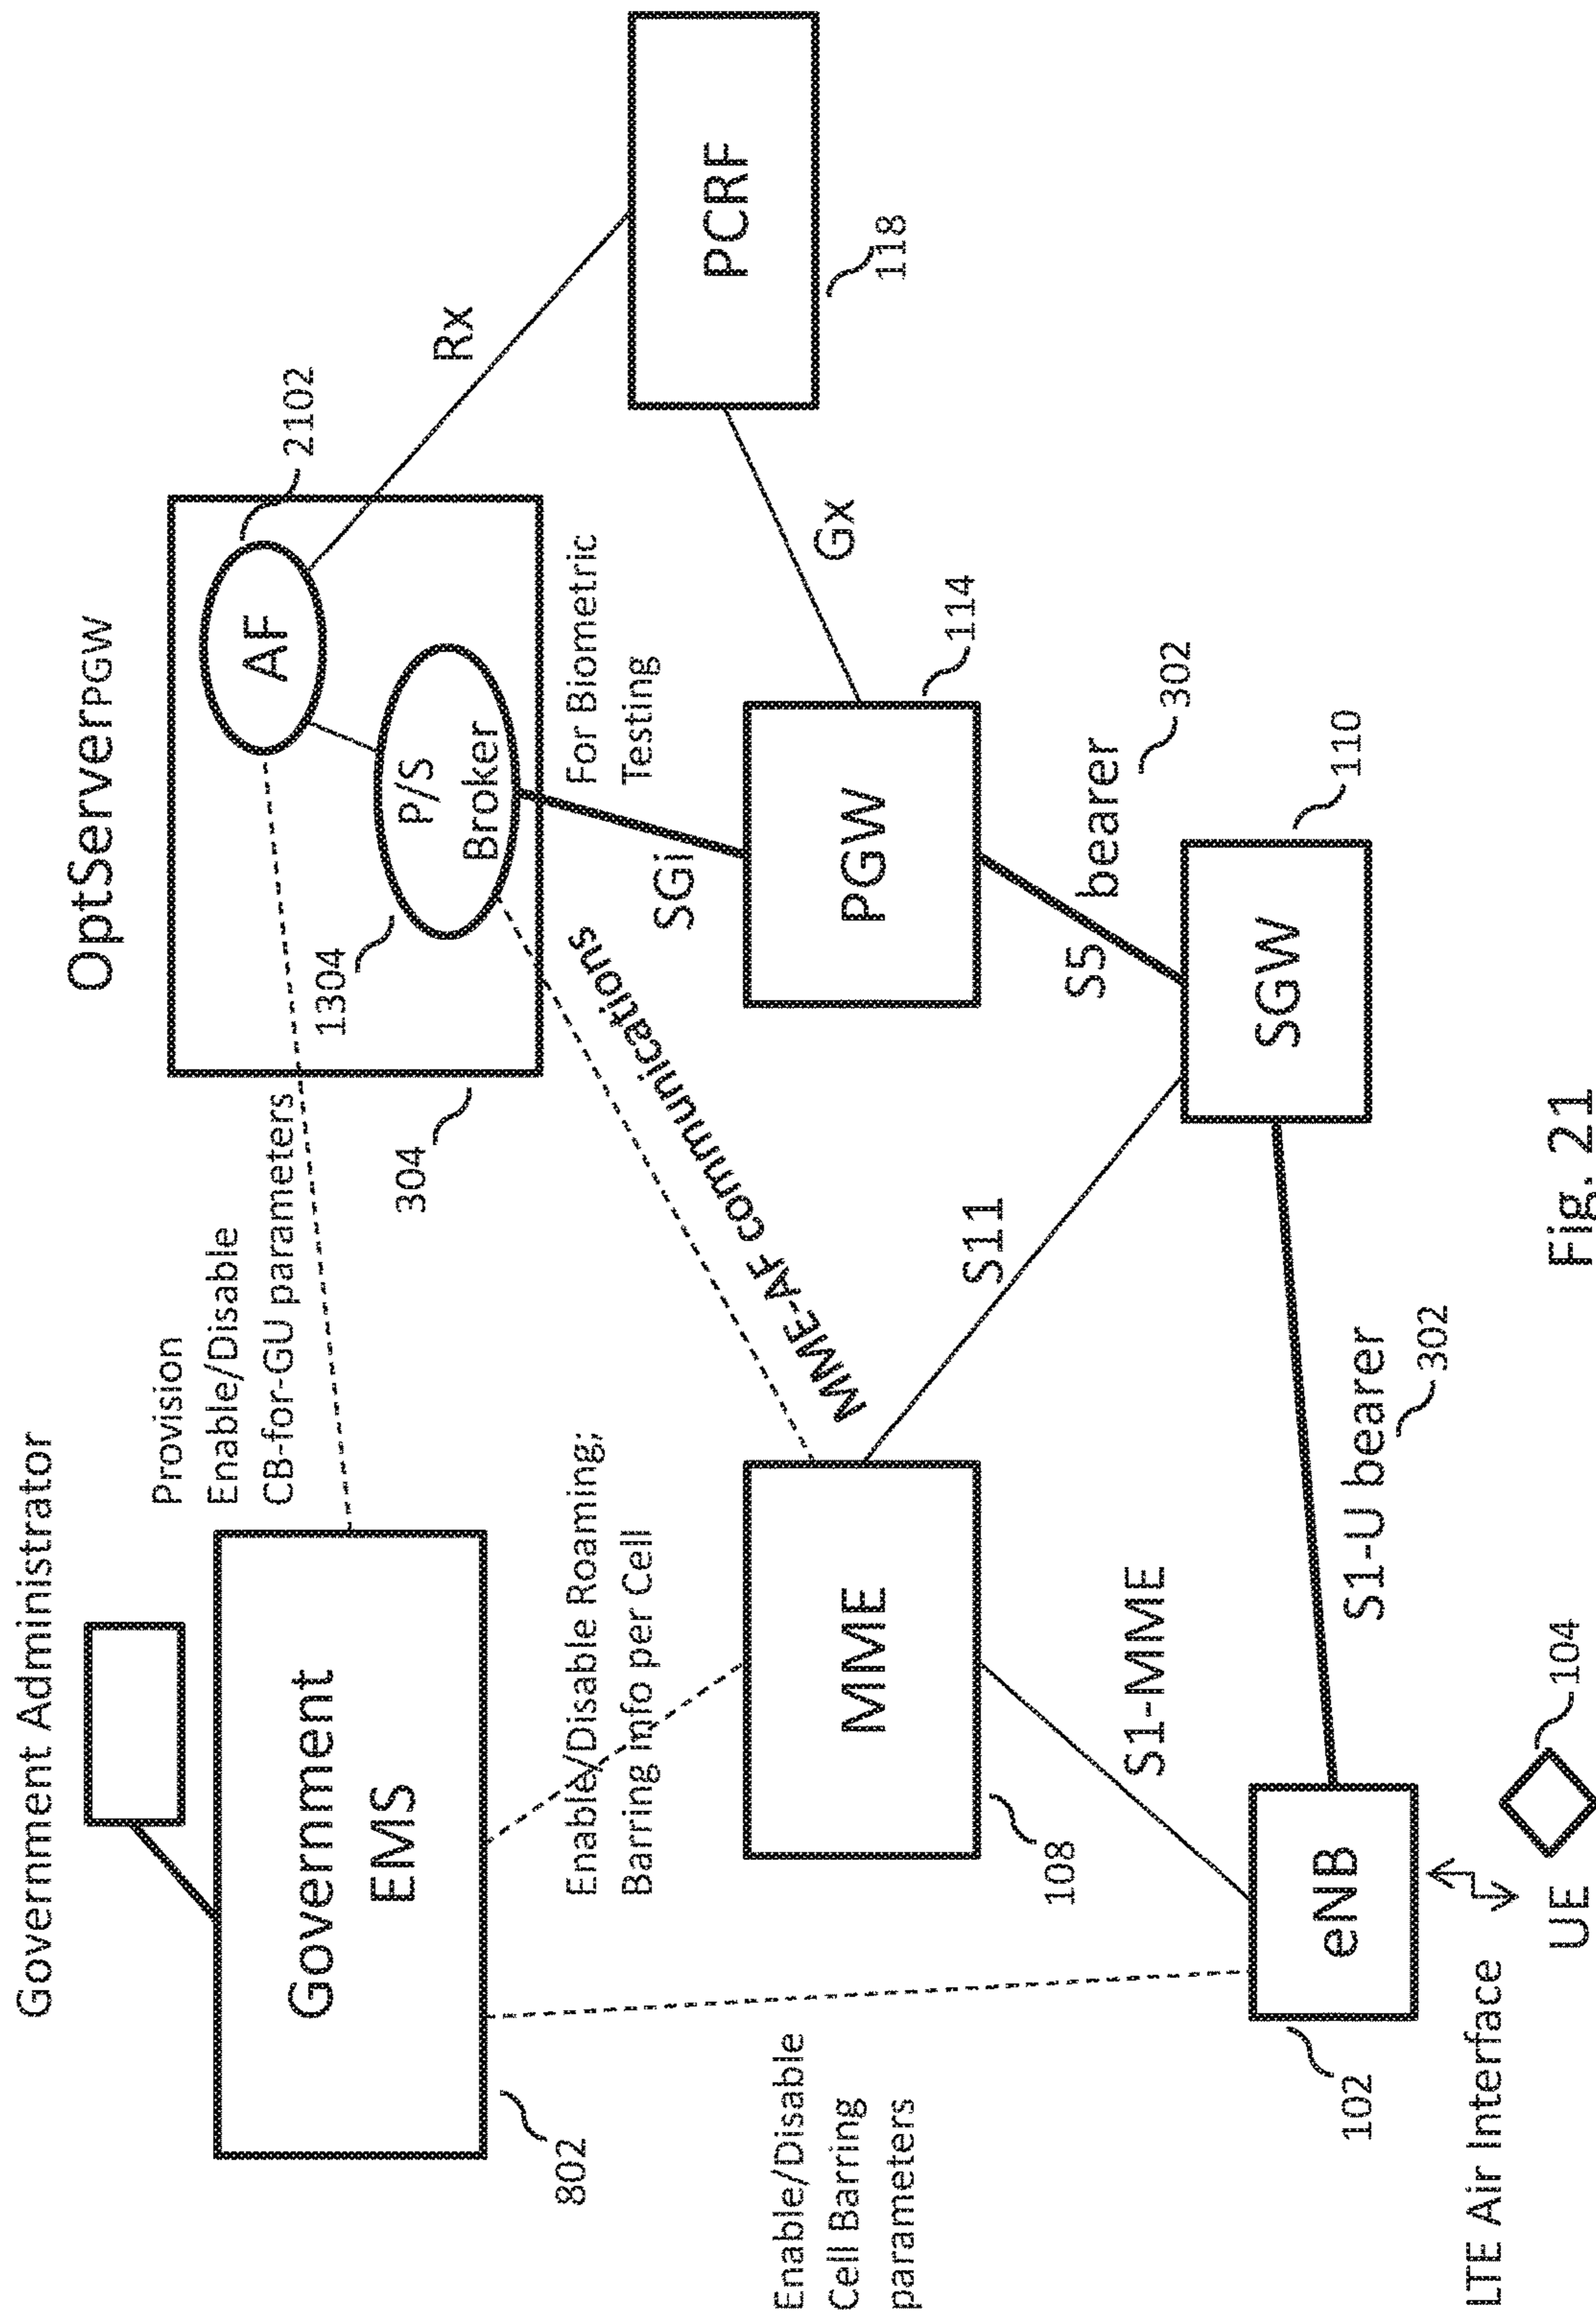 Government Administrator
OptServerPGW
Provision
Enable/Disable
CB-for-GU parameters
AF
2102
P/S
Broker
1304
304
Government
EMS
802
Rx
Enable/Disable Roaming;
Barring Info per Cell
For Biometric
Testing
SGi
MME-AF communications
PCRF
118
Gx
Enable/Disable
Cell Barring
parameters
MME
108
PGW
114
S11
S5 bearer
302
S1-MME
SGW
110
eNB
102
S1-U bearer
302
LTE Air Interface
UE
104
Fig. 21